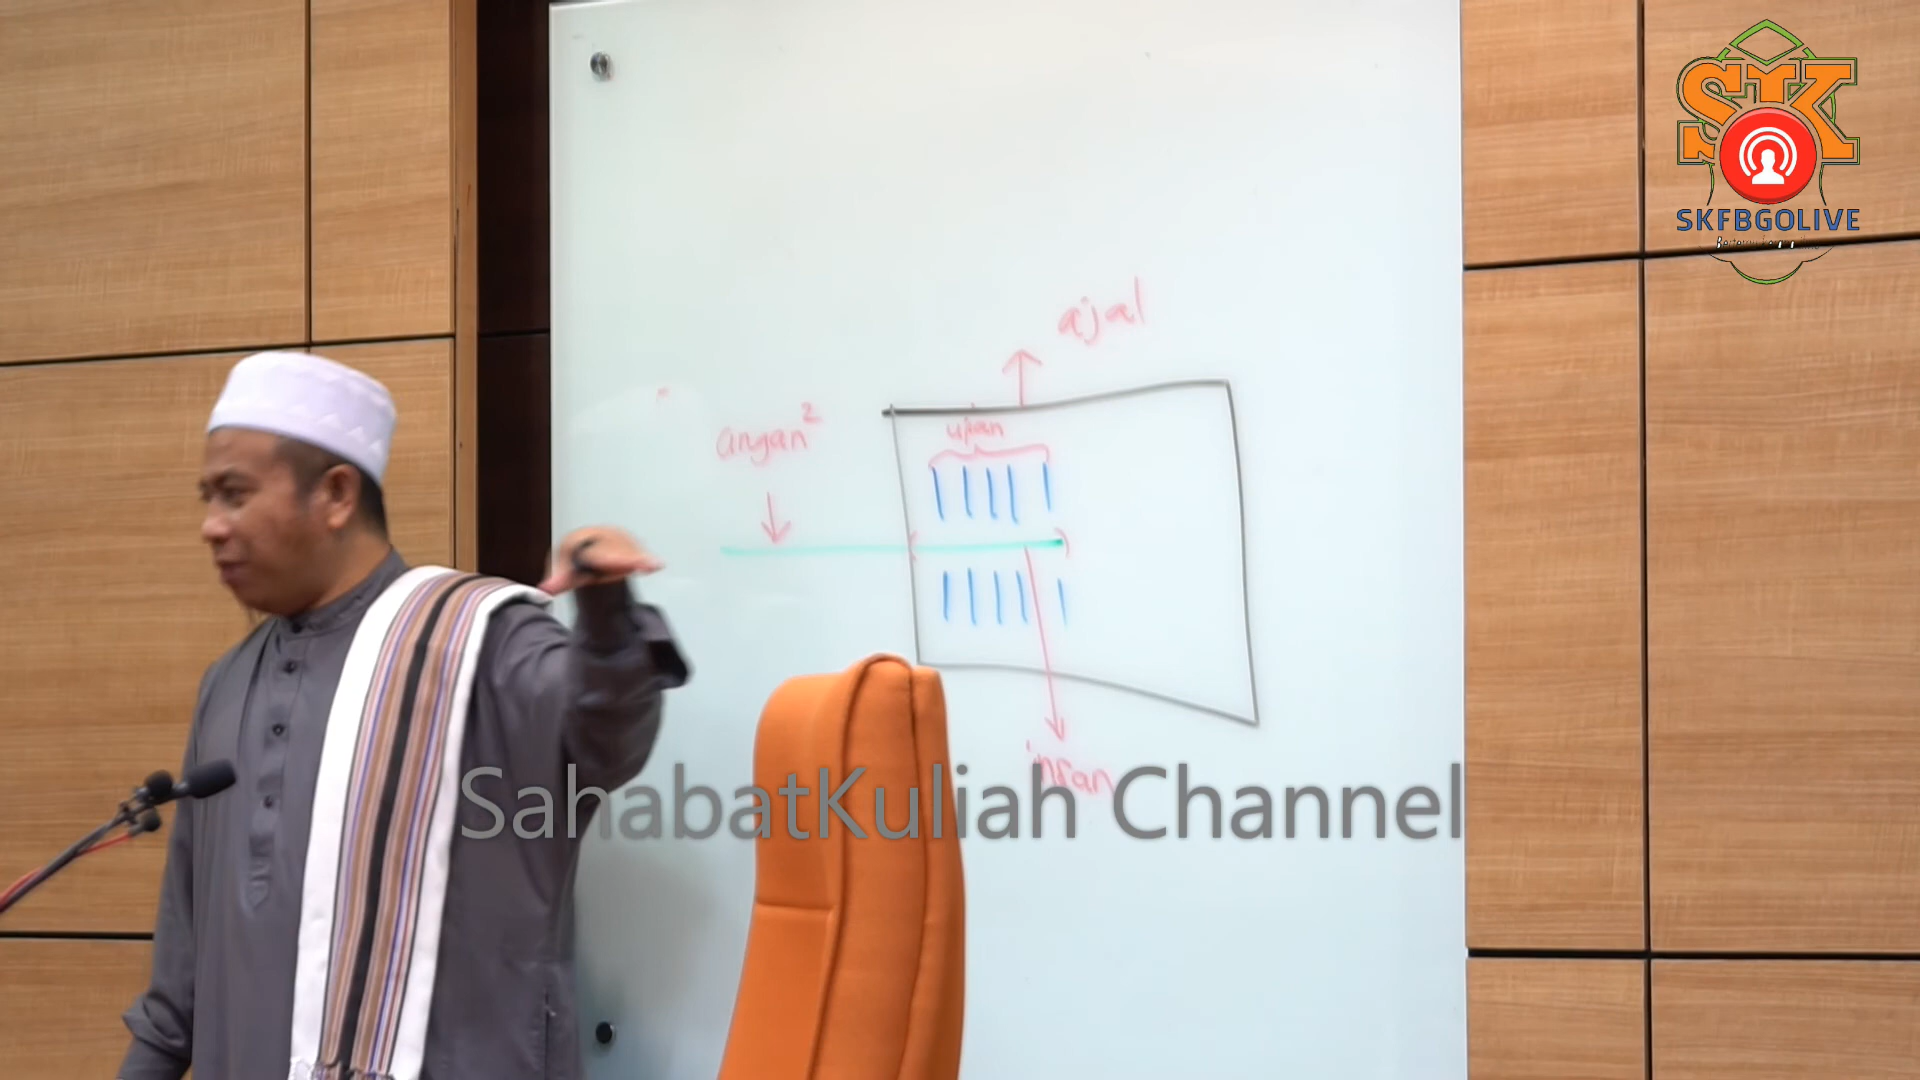 SKFBGOLIVE
ajal
angan²
ujian
insan
SahabatKuliah Channel